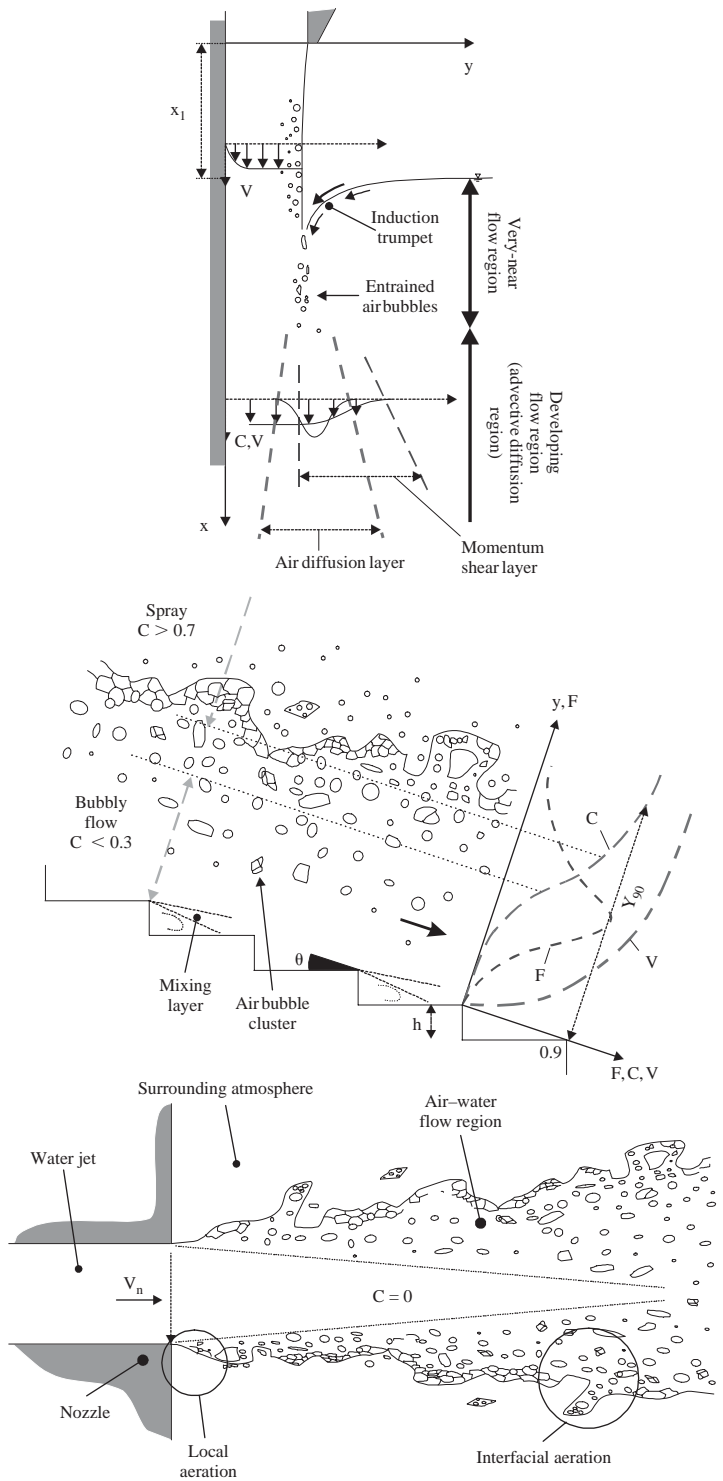 y
x₁
V
Induction
trumpet
Very-near
flow region
Entrained
air bubbles
C,V
Developing
flow region
(advective diffusion
region)
x
Air diffusion layer
Momentum
shear layer
Spray
C > 0.7
y, F
Bubbly
flow
C < 0.3
C
Y₉₀
F
V
θ
Mixing
layer
Air bubble
cluster
h
0.9
F, C, V
Surrounding atmosphere
Air–water
flow region
Water jet
Vₙ
C = 0
Nozzle
Local
aeration
Interfacial aeration